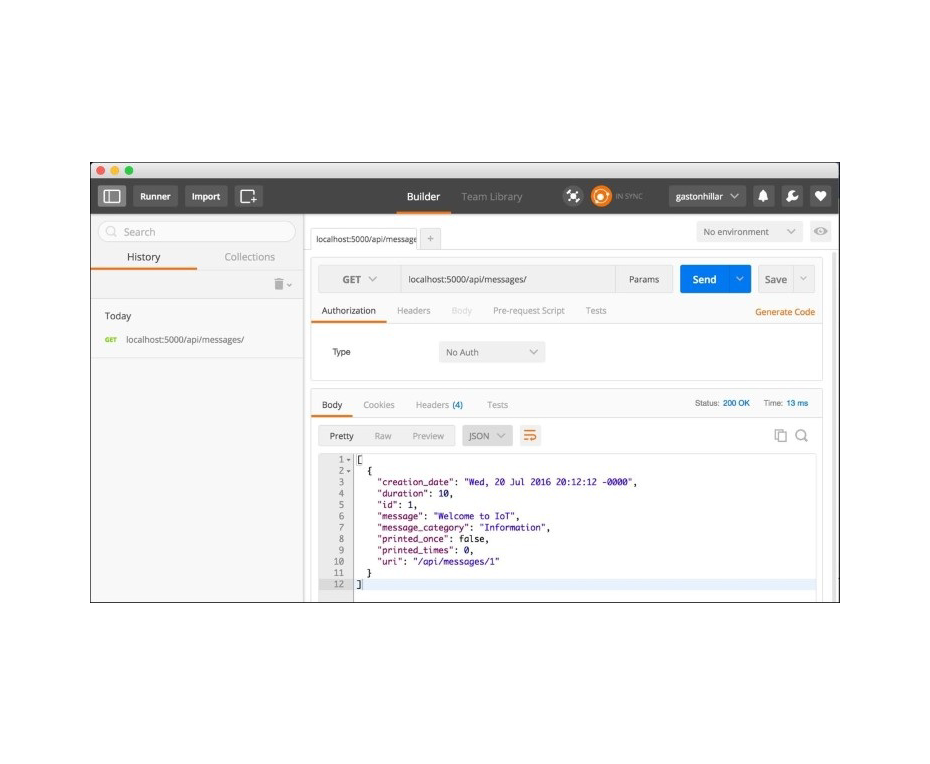 Runner Import Builder Team Library IN SYNC gastonhillar
Search
History Collections
Today
GET localhost:5000/api/messages/
localhost:5000/api/message + No environment
GET localhost:5000/api/messages/ Params Send Save
Authorization Headers Body Pre-request Script Tests Generate Code
Type No Auth
Body Cookies Headers (4) Tests Status: 200 OK Time: 13 ms
Pretty Raw Preview JSON
1 [
2 {
3 "creation_date": "Wed, 20 Jul 2016 20:12:12 -0000",
4 "duration": 10,
5 "id": 1,
6 "message": "Welcome to IoT",
7 "message_category": "Information",
8 "printed_once": false,
9 "printed_times": 0,
10 "uri": "/api/messages/1"
11 }
12 ]